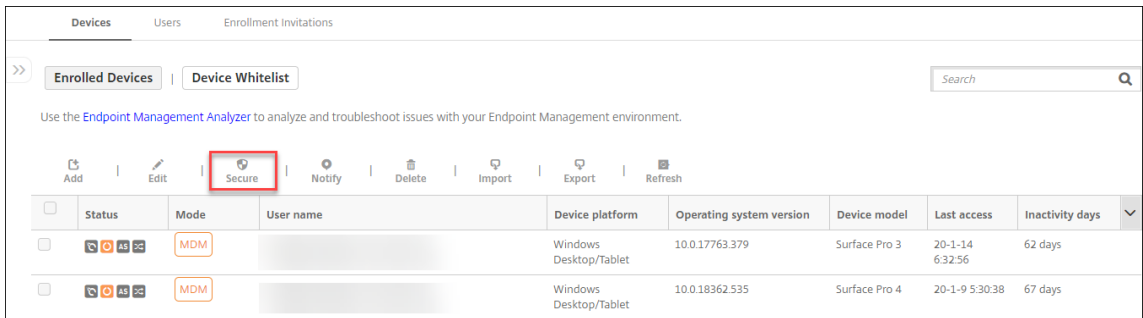 Devices Users Enrollment Invitations
>>
Enrolled Devices | Device Whitelist Search
Use the Endpoint Management Analyzer to analyze and troubleshoot issues with your Endpoint Management environment.
Add | Edit | Secure | Notify | Delete | Import | Export | Refresh
Status Mode User name Device platform Operating system version Device model Last access Inactivity days
AS MDM Windows Desktop/Tablet 10.0.17763.379 Surface Pro 3 20-1-14 6:32:56 62 days
AS MDM Windows Desktop/Tablet 10.0.18362.535 Surface Pro 4 20-1-9 5:30:38 67 days